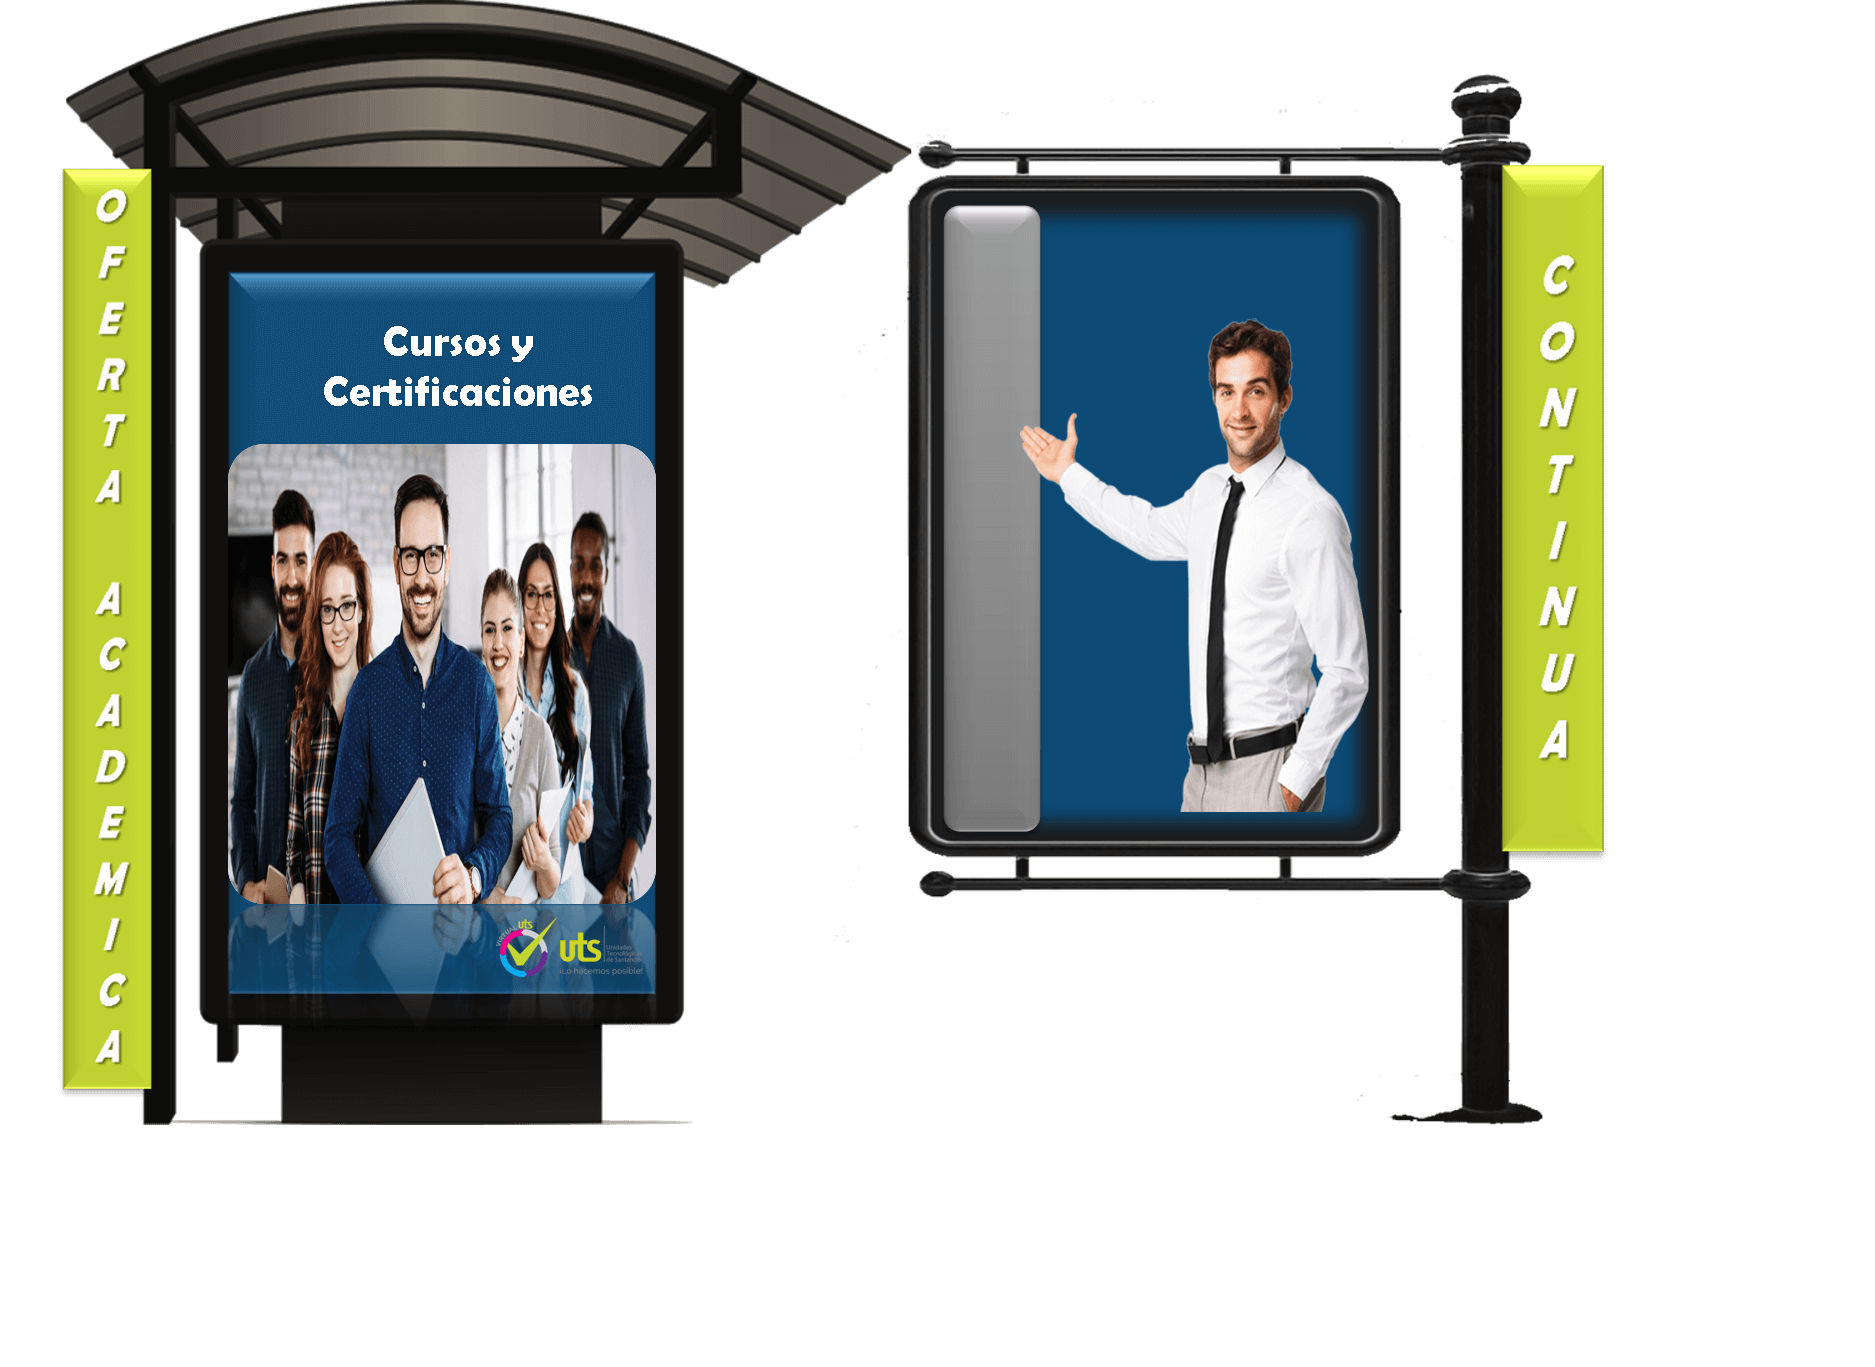 OFERTA ACADEMICA
Cursos y
Certificaciones
VIRTUAL uts
uts
Unidades
Tecnológicas
de Santander
¡Lo hacemos posible!
CONTINUA